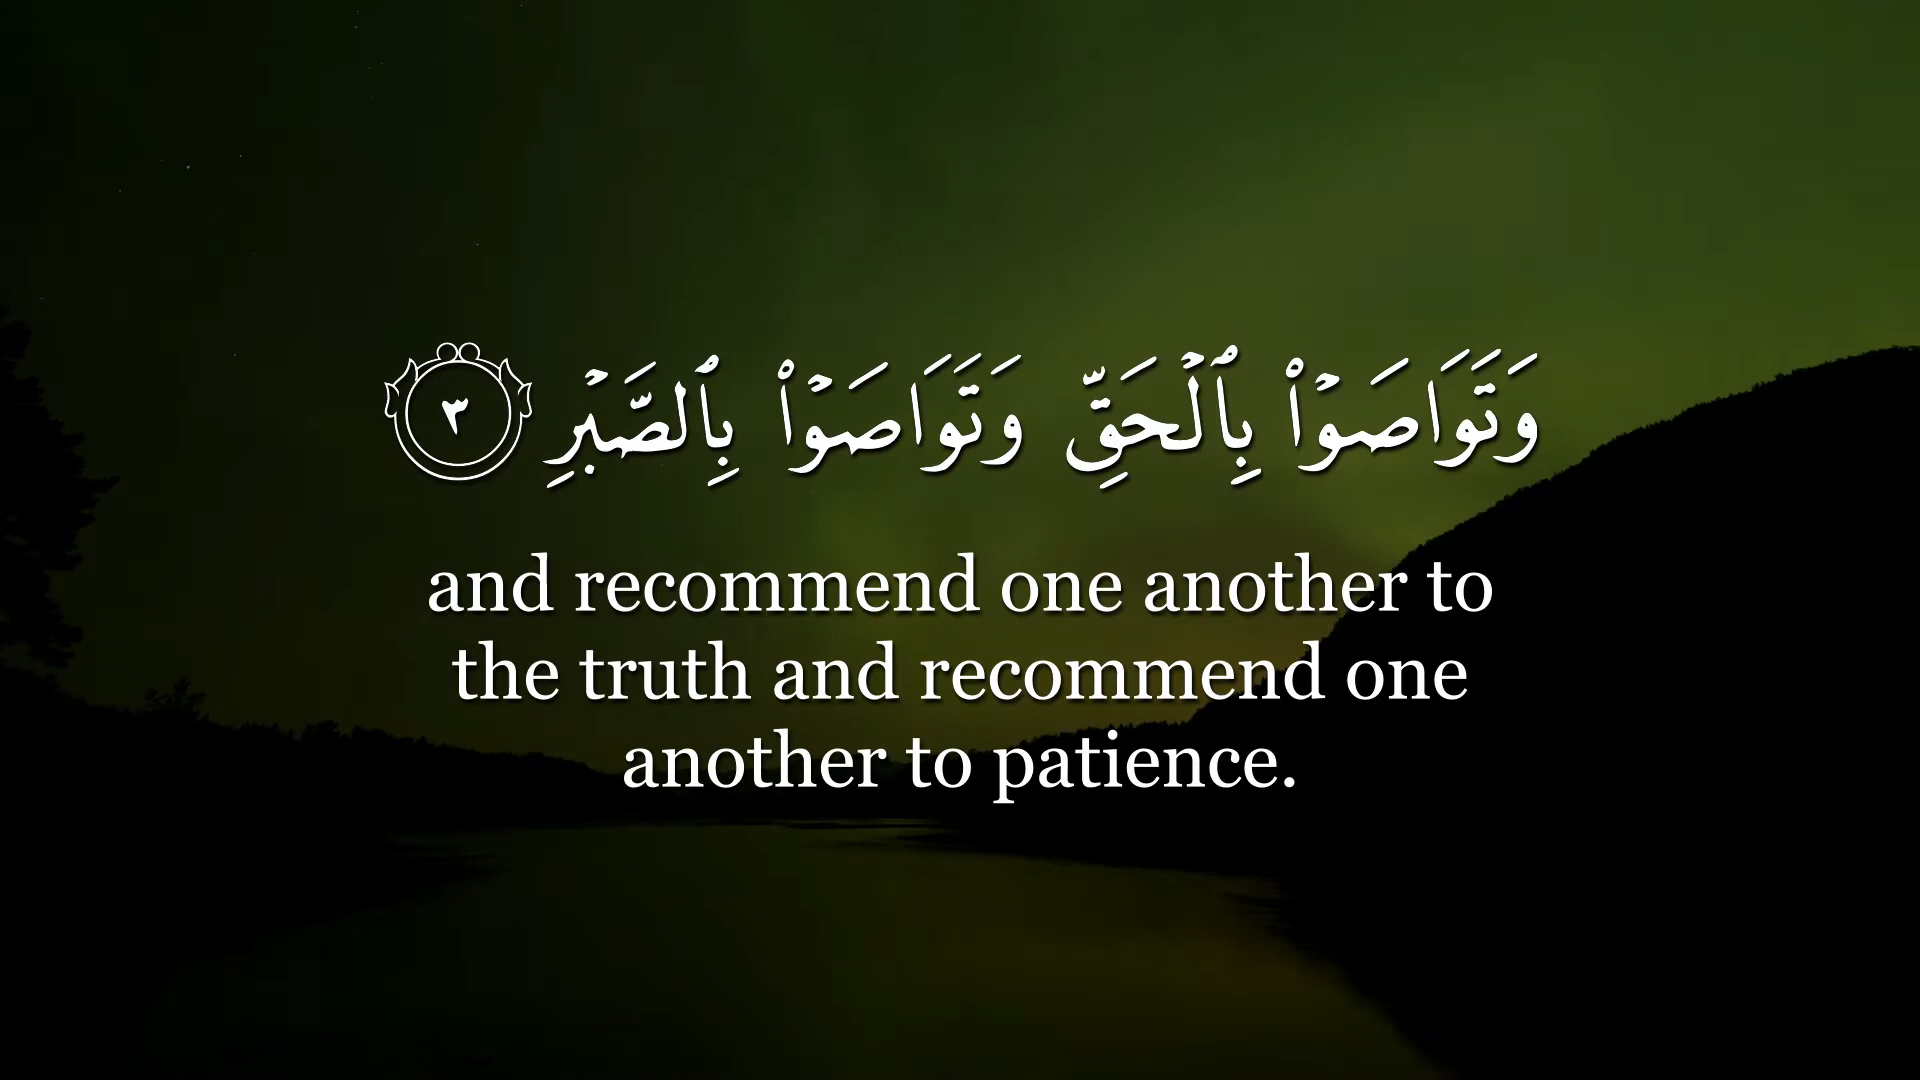 وَتَوَاصَوْا۟ بِٱلْحَقِّ وَتَوَاصَوْا۟ بِٱلصَّبْرِ ٣
and recommend one another to
the truth and recommend one
another to patience.